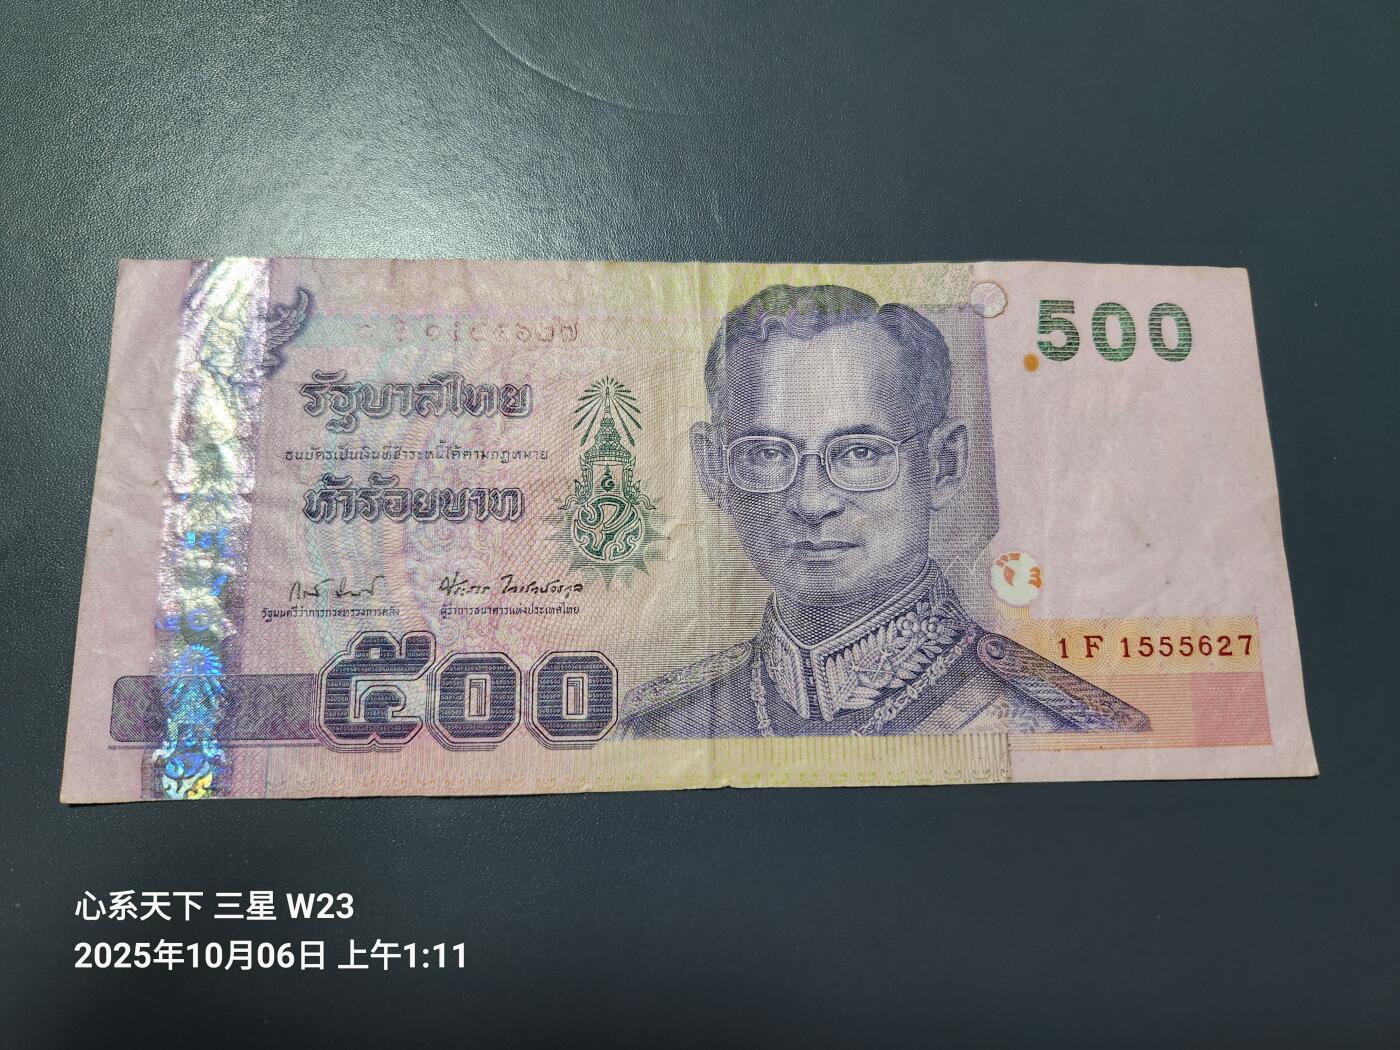 500
รัฐบาลไทย
ธนบัตรเป็นเงินที่ชำระหนี้ได้ตามกฎหมาย
ห้าร้อยบาท
รัฐมนตรีว่าการกระทรวงการคลัง
ผู้ว่าการธนาคารแห่งประเทศไทย
1 F 1555627
๕๐๐
心系天下 三星 W23
2025年10月06日 上午1:11